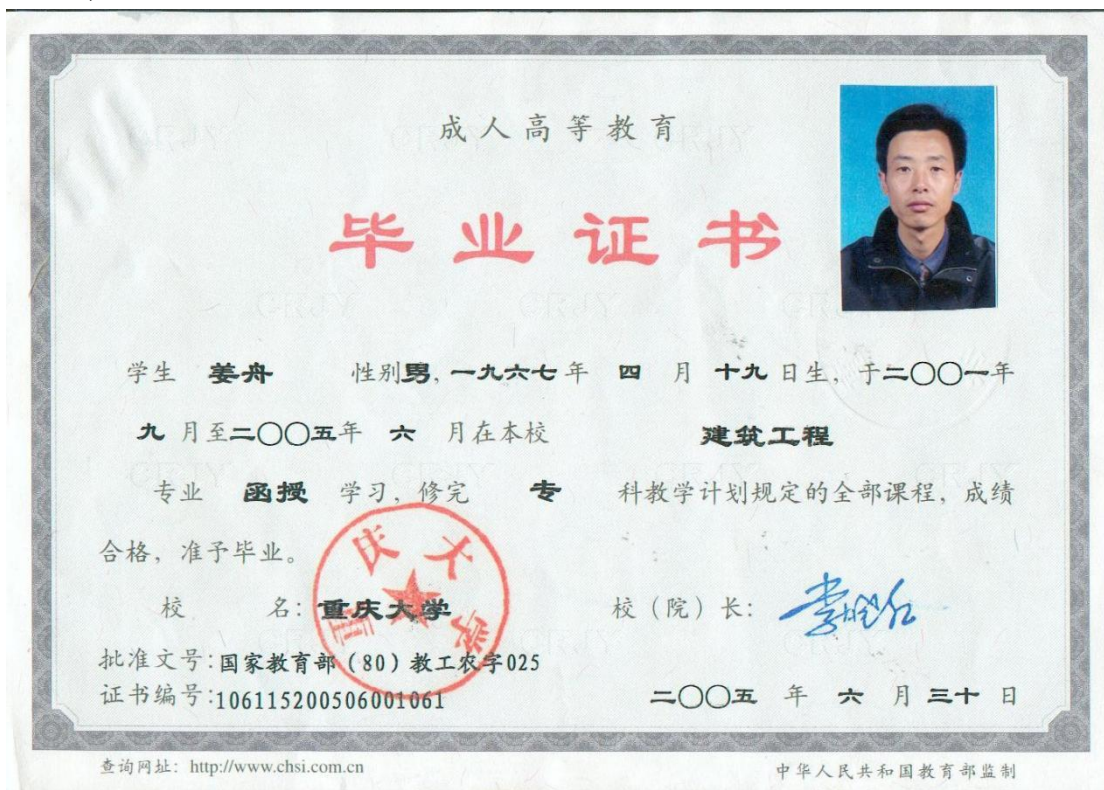 成人高等教育
毕业证书
学生 姜舟 性别男, 一九六七年 四 月 十九 日生, 于二〇〇一年
九 月至二〇〇五年 六 月在本校 建筑工程
专业 函授 学习, 修完 专 科教学计划规定的全部课程, 成绩
合格, 准予毕业。
校 名: 重庆大学 校（院）长:
批准文号: 国家教育部（80）教工农字025
证书编号: 106115200506001061 二〇〇五 年 六 月 三十 日
查询网址: http://www.chsi.com.cn 中华人民共和国教育部监制
重庆大学
CRJY